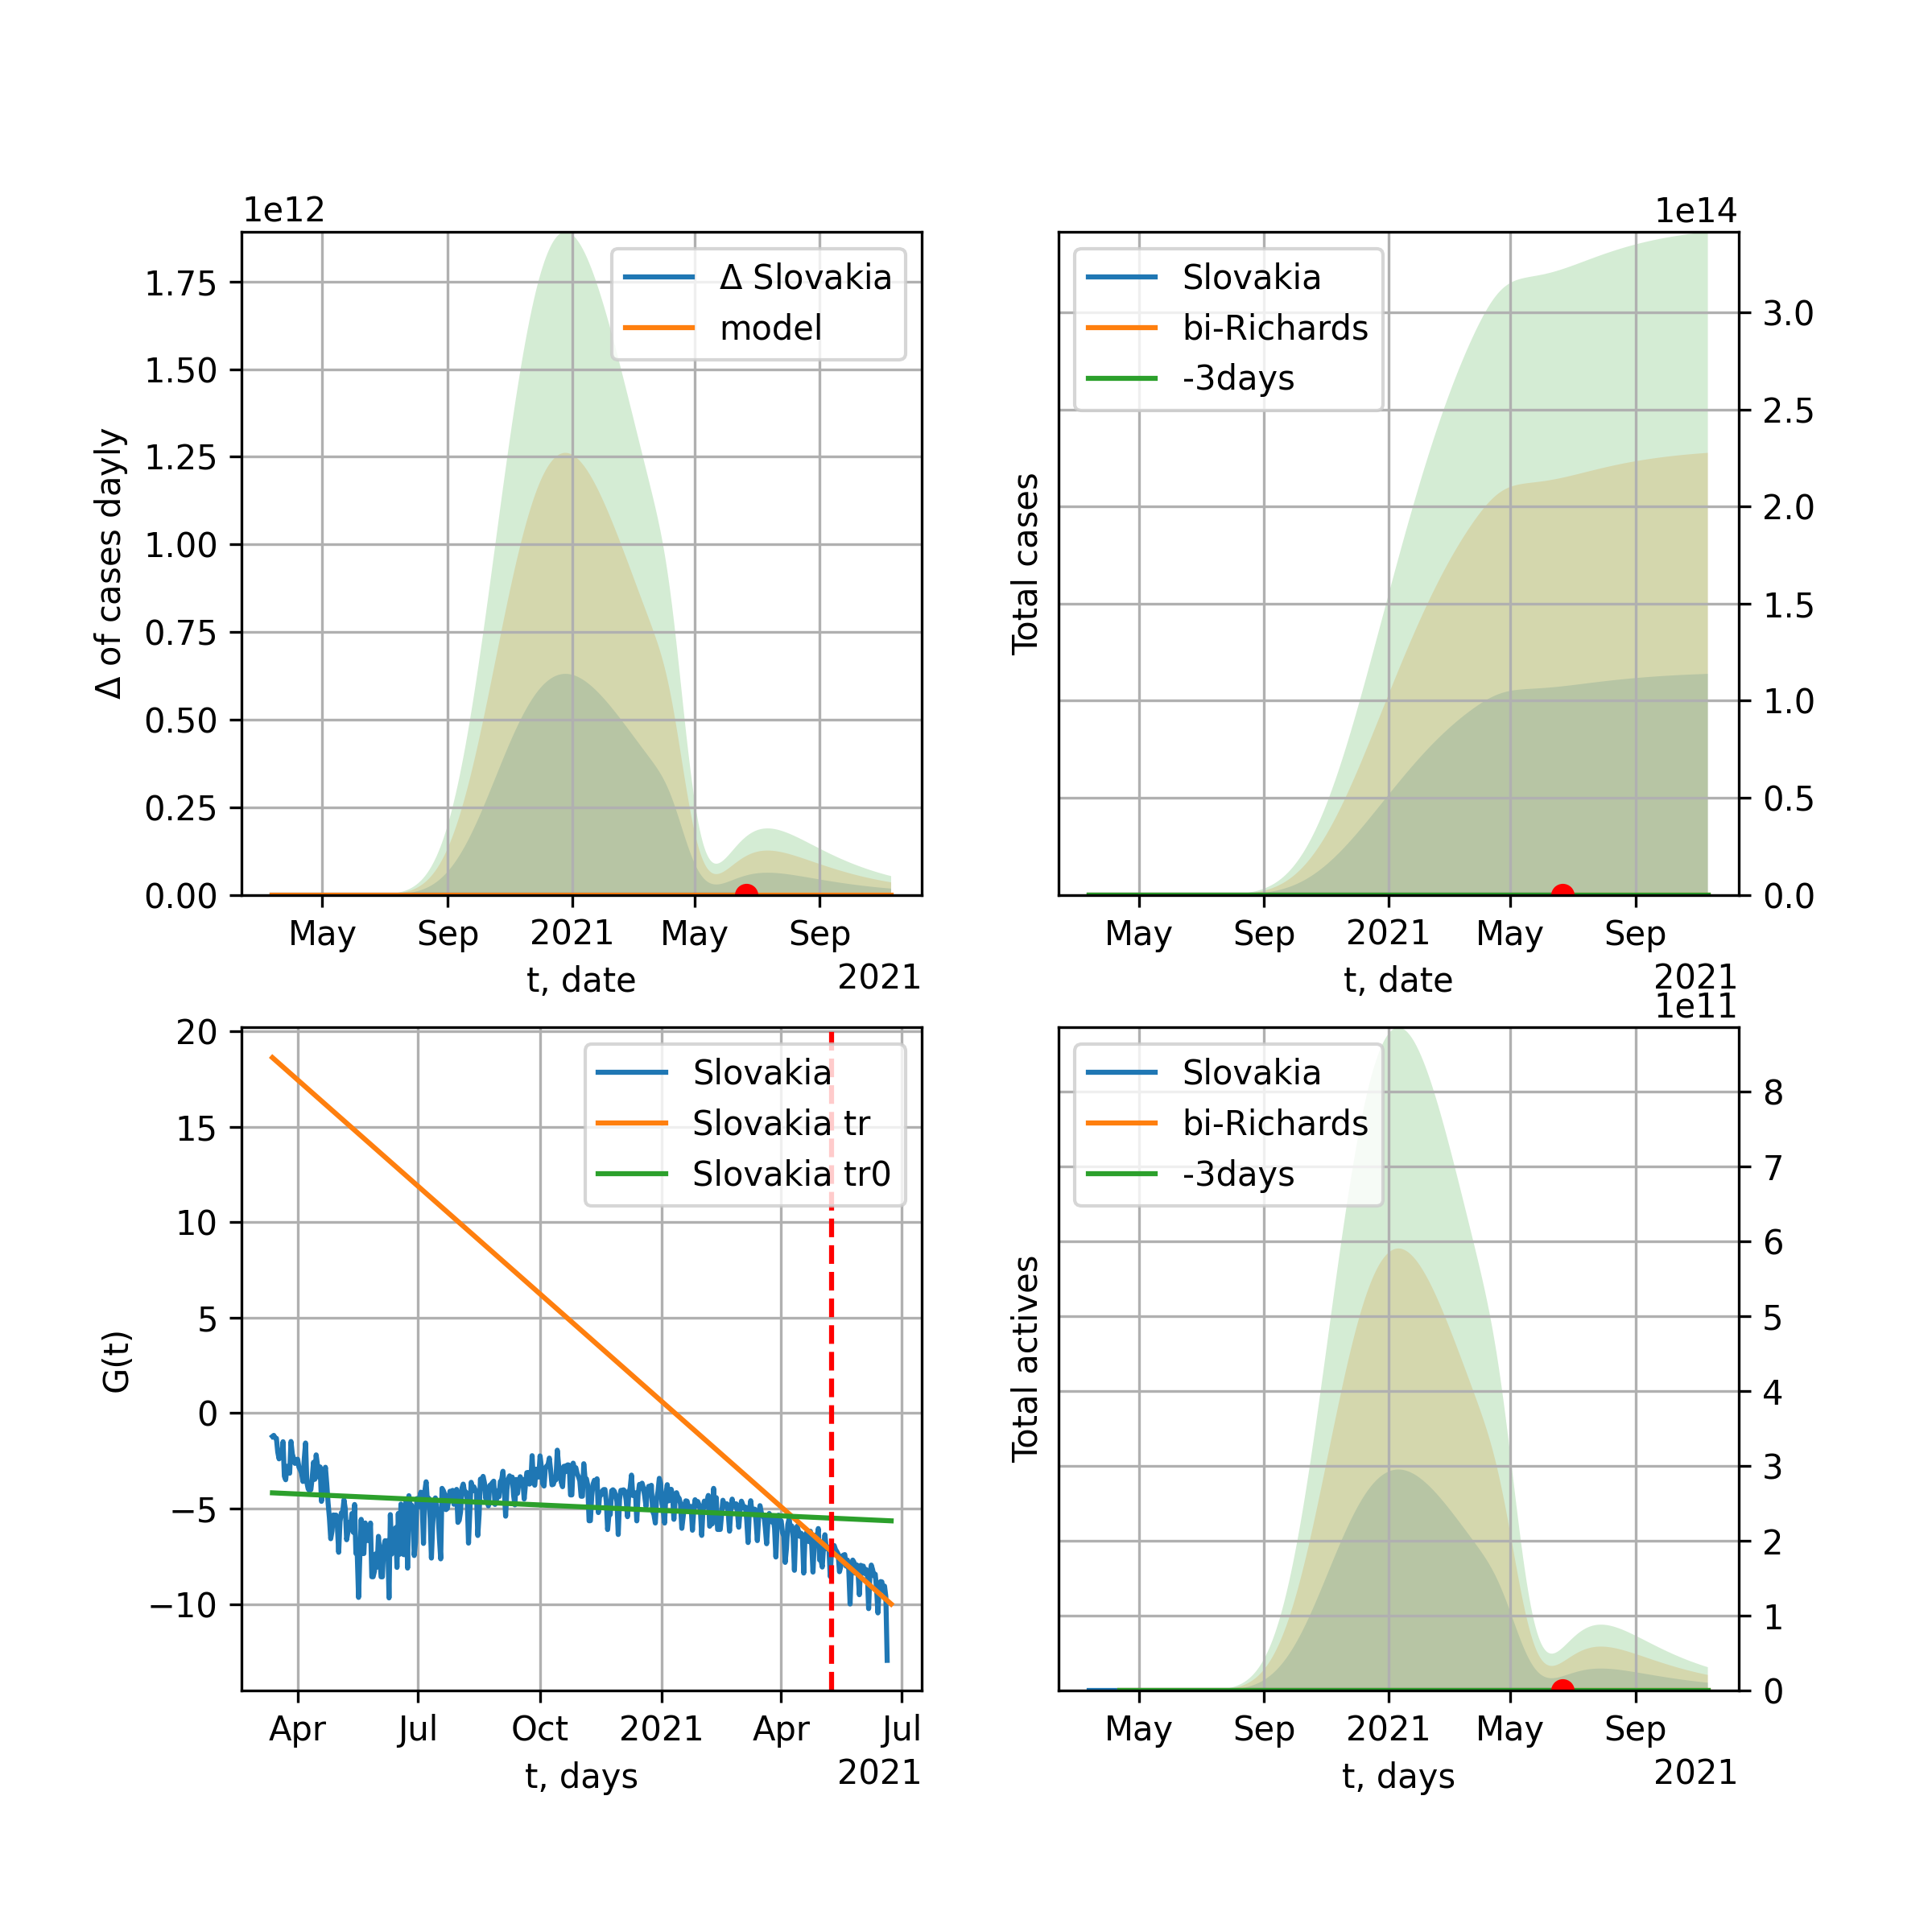 1e12
1.75
1.50
1.25
1.00
0.75
0.50
0.25
0.00
Δ of cases dayly
Δ Slovakia
model
May Sep 2021 May Sep
t, date
2021
1e14
3.0
2.5
2.0
1.5
1.0
0.5
0.0
Total cases
Slovakia
bi-Richards
-3days
May Sep 2021 May Sep
t, date
2021
20
15
10
5
0
−5
−10
G(t)
Slovakia
Slovakia tr
Slovakia tr0
Apr Jul Oct 2021 Apr Jul
t, days
2021
1e11
8
7
6
5
4
3
2
1
0
Total actives
Slovakia
bi-Richards
-3days
May Sep 2021 May Sep
t, days
2021